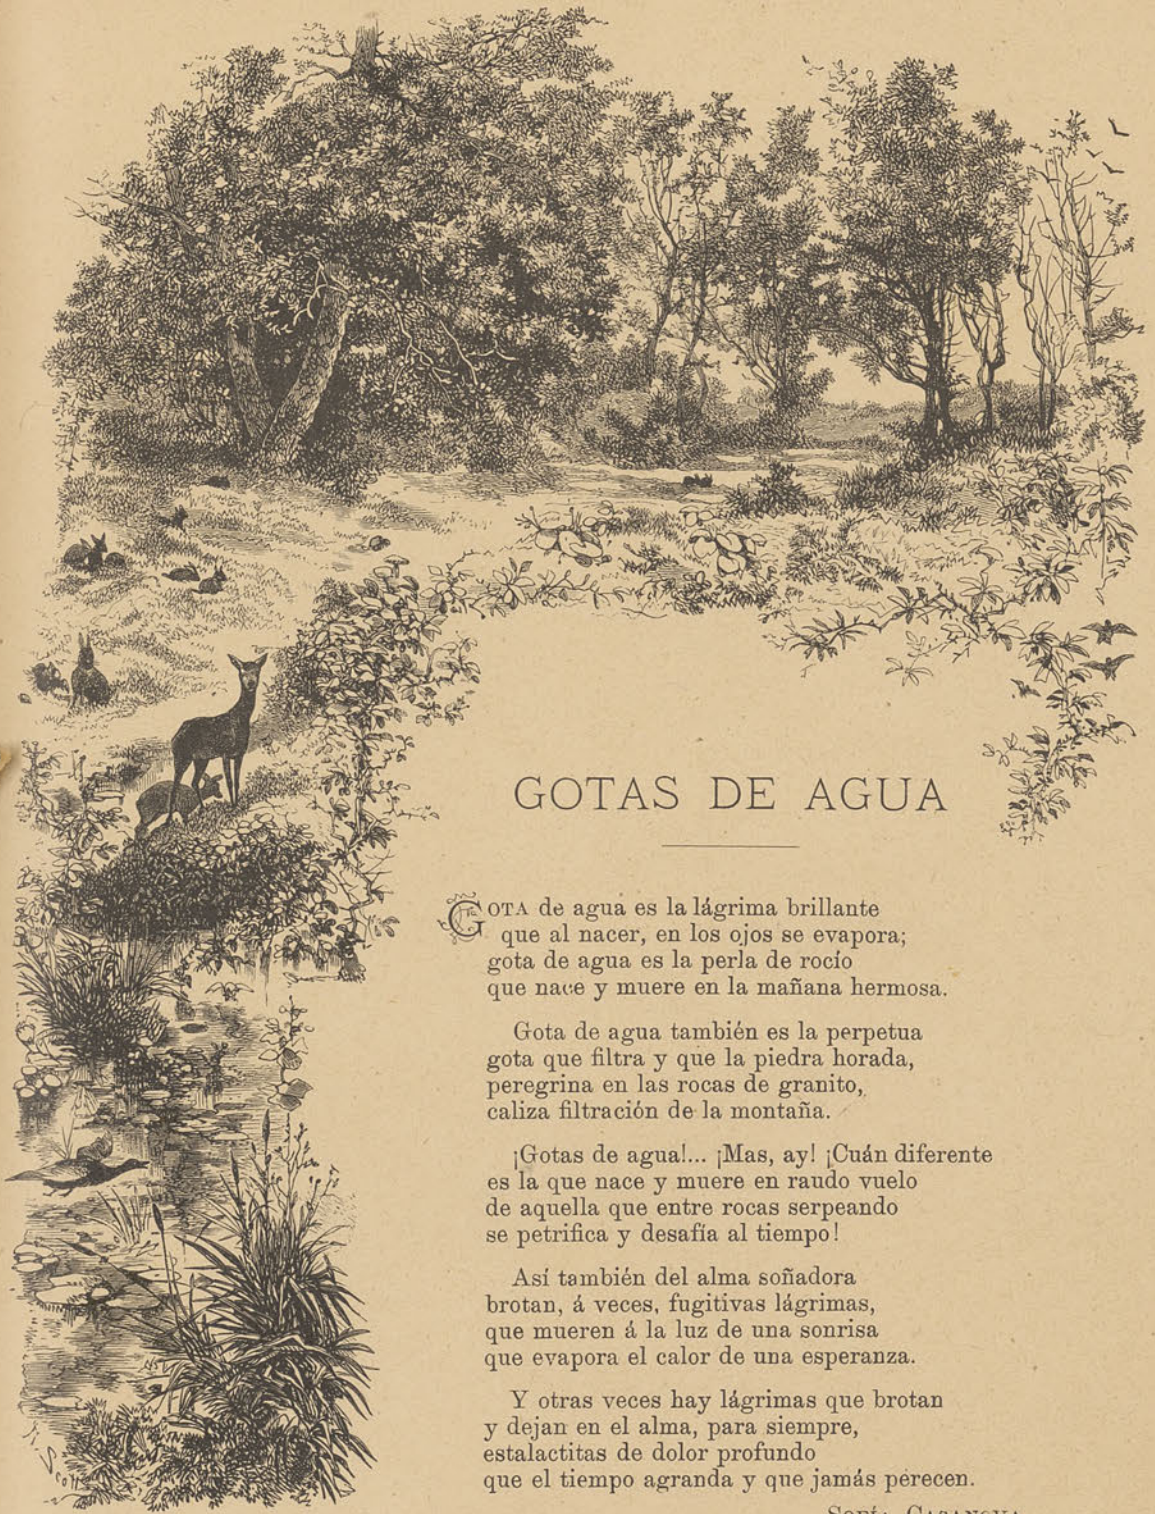 GOTAS DE AGUA
GOTA de agua es la lágrima brillante
que al nacer, en los ojos se evapora;
gota de agua es la perla de rocío
que nace y muere en la mañana hermosa.
Gota de agua también es la perpetua
gota que filtra y que la piedra horada,
peregrina en las rocas de granito,
caliza filtración de la montaña.
¡Gotas de agua!... ¡Mas, ay! ¡Cuán diferente
es la que nace y muere en raudo vuelo
de aquella que entre rocas serpeando
se petrifica y desafía al tiempo!
Así también del alma soñadora
brotan, á veces, fugitivas lágrimas,
que mueren á la luz de una sonrisa
que evapora el calor de una esperanza.
Y otras veces hay lágrimas que brotan
y dejan en el alma, para siempre,
estalactitas de dolor profundo
que el tiempo agranda y que jamás perecen.
SOFÍA CASANOVA